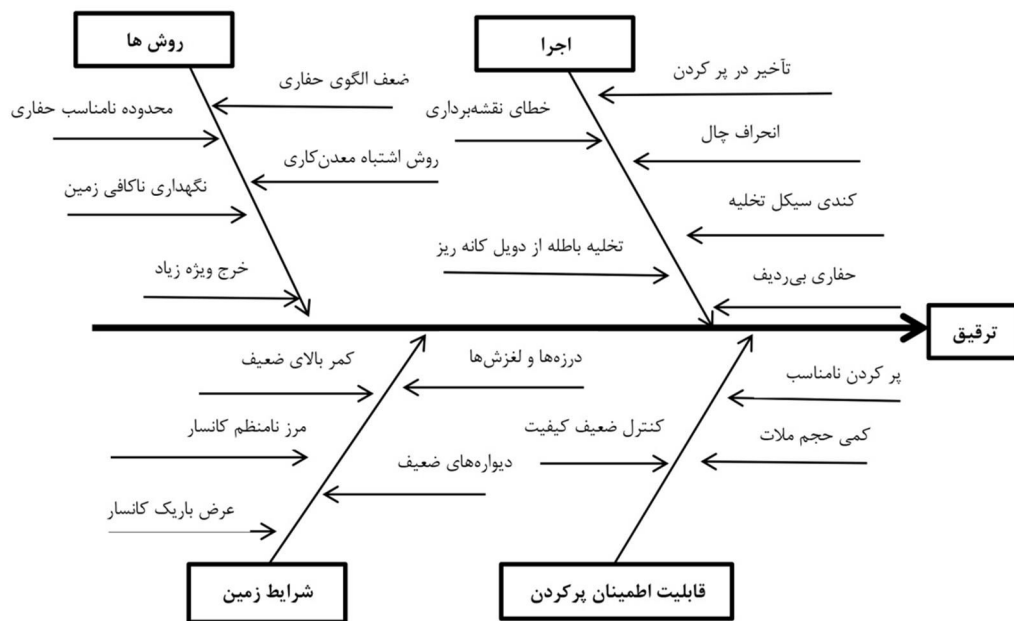 اجرا
روش ها
تآخیر در پر کردن
ضعف الگوی حفاری
خطای نقشه‌برداری
محدوده نامناسب حفاری
انحراف چال
روش اشتباه معدن‌کاری
نگهداری ناکافی زمین
کندی سیکل تخلیه
تخلیه باطله از دویل کانه ریز
خرج ویژه زیاد
حفاری بی‌ردیف
ترقیق
درزه‌ها و لغزش‌ها
کمر بالای ضعیف
پر کردن نامناسب
کنترل ضعیف کیفیت
مرز نامنظم کانسار
کمی حجم ملات
دیواره‌های ضعیف
عرض باریک کانسار
قابلیت اطمینان پرکردن
شرایط زمین